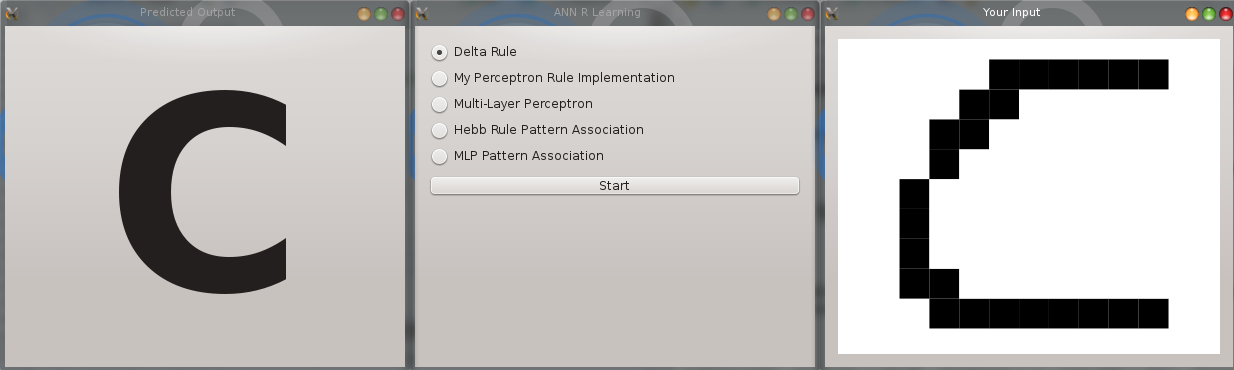 Predicted Output
C
ANN R Learning
Delta Rule
My Perceptron Rule Implementation
Multi-Layer Perceptron
Hebb Rule Pattern Association
MLP Pattern Association
Start
Your Input
C